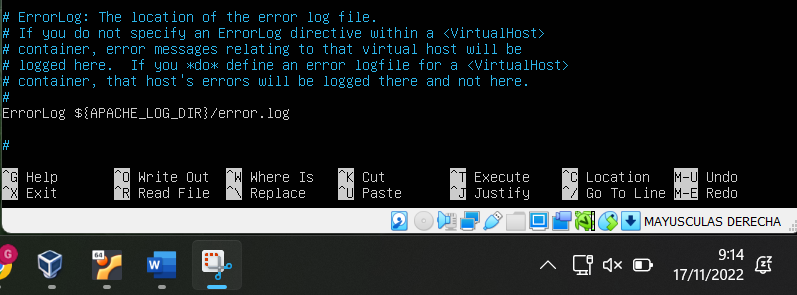 # ErrorLog: The location of the error log file.
# If you do not specify an ErrorLog directive within a <VirtualHost>
# container, error messages relating to that virtual host will be
# logged here.  If you *do* define an error logfile for a <VirtualHost>
# container, that host's errors will be logged there and not here.
#
ErrorLog ${APACHE_LOG_DIR}/error.log
#
^G Help ^O Write Out ^W Where Is ^K Cut ^T Execute ^C Location M-U Undo
^X Exit ^R Read File ^\ Replace ^U Paste ^J Justify ^/ Go To Line M-E Redo
MAYUSCULAS DERECHA
G 64 W 9:14
17/11/2022